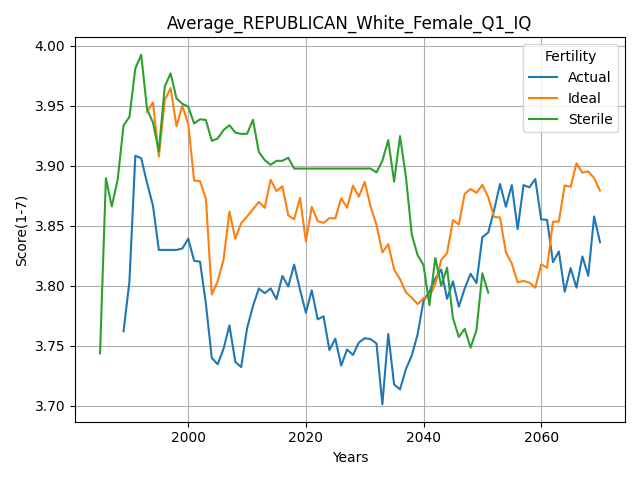 Average_REPUBLICAN_White_Female_Q1_IQ
Fertility
Actual
Ideal
Sterile
Score(1-7)
4.00
3.95
3.90
3.85
3.80
3.75
3.70
2000
2020
2040
2060
Years